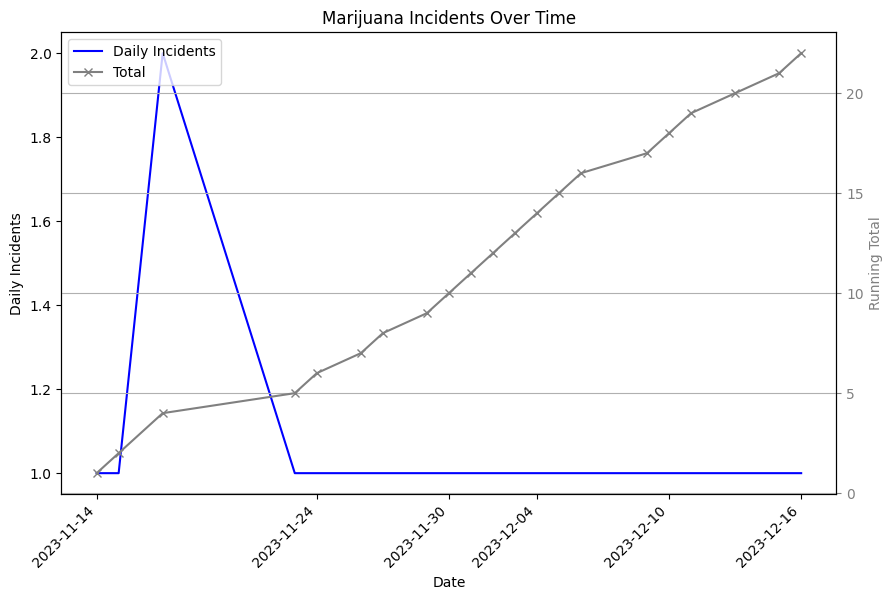 Marijuana Incidents Over Time
Daily Incidents
Total
2.0
1.8
1.6
1.4
1.2
1.0
Daily Incidents
20
15
10
5
0
Running Total
2023-11-14
2023-11-24
2023-11-30
2023-12-04
2023-12-10
2023-12-16
Date